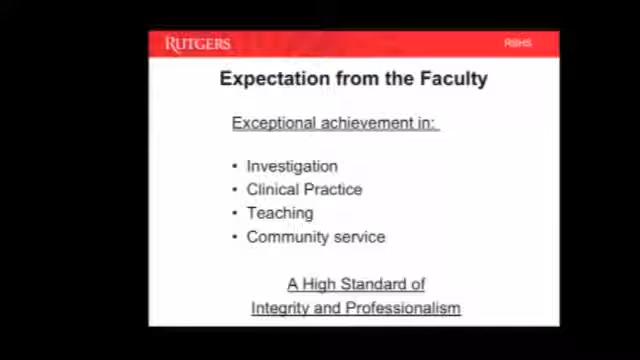 RUTGERS
RBHS
Expectation from the Faculty
Exceptional achievement in:
• Investigation
• Clinical Practice
• Teaching
• Community service
A High Standard of
Integrity and Professionalism